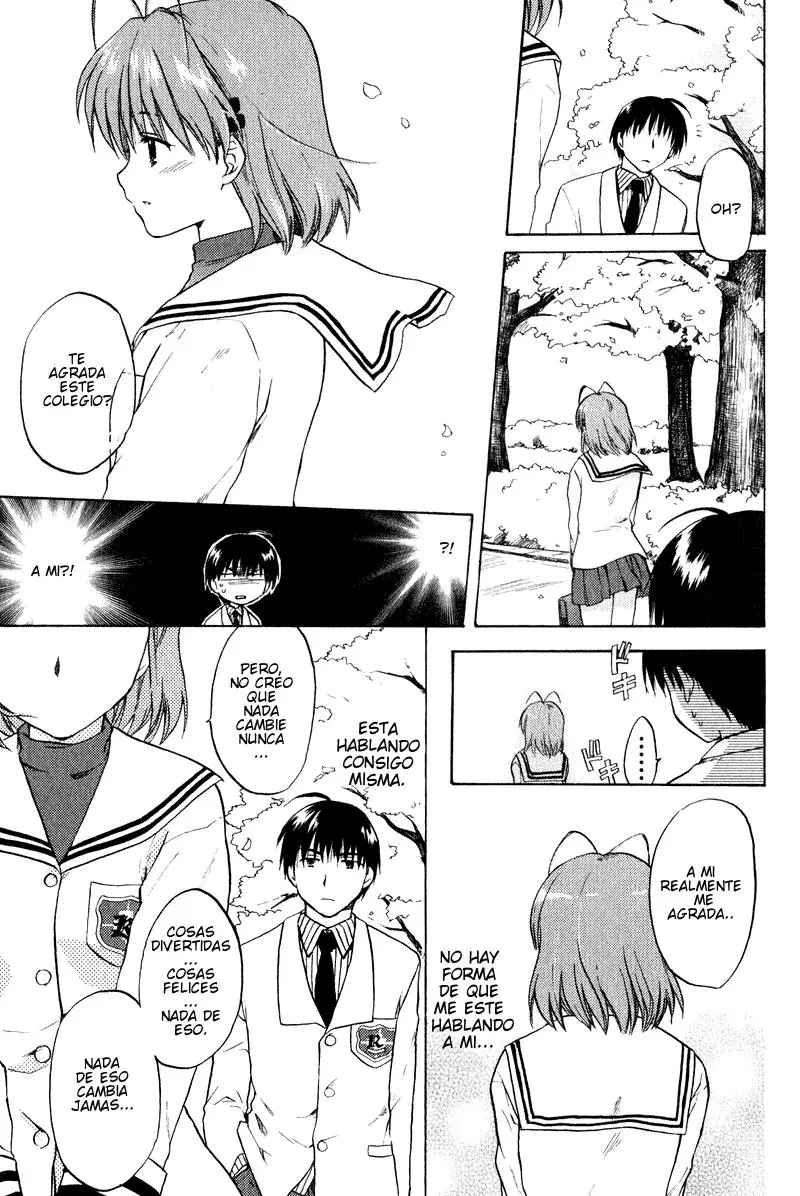 OH?
TE
AGRADA
ESTE
COLEGIO?
?!
A MI?!
ドキ
....
ドキ
A MI
REALMENTE
ME
AGRADA..
NO HAY
FORMA
DE QUE
ME ESTE
HABLANDO
A MI...
PERO,
NO CREO
QUE
NADA
CAMBIE
NUNCA
...
ESTA
HABLANDO
CONSIGO
MISMA.
COSAS
DIVERTIDAS
...
COSAS
FELICES
...
NADA DE
ESO.
R
NADA
DE ESO
CAMBIA
JAMAS...